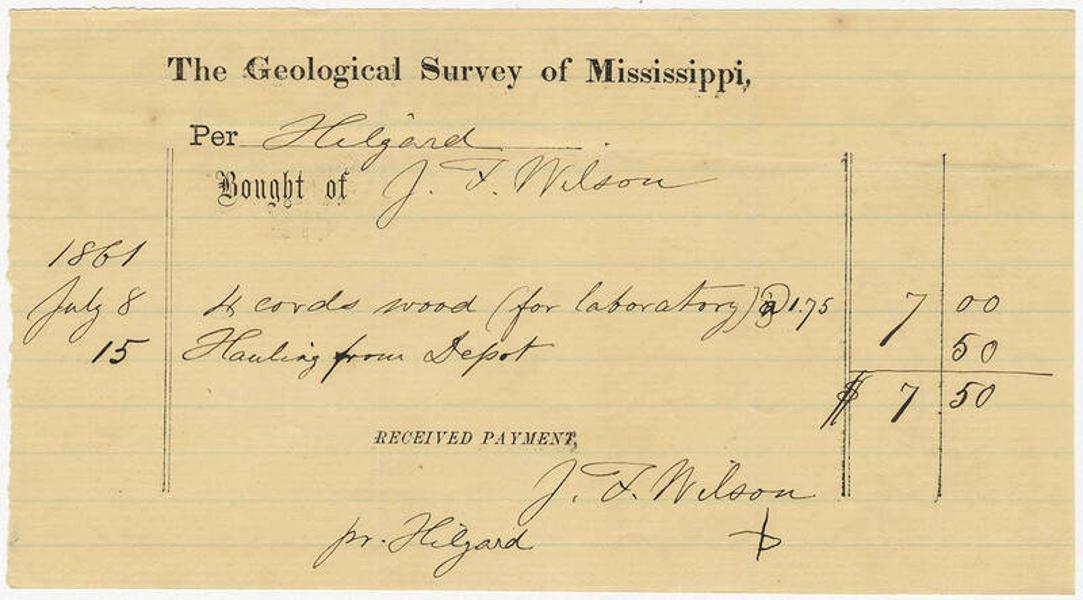 The Geological Survey of Mississippi,
Per Hilgard
Bought of J. F. Wilson
1861
July 8 4 cords wood (for laboratory) @ 1.75 7 00
15 Hauling from Depot 50
$ 7 50
RECEIVED PAYMENT,
J. F. Wilson
pr. Hilgard